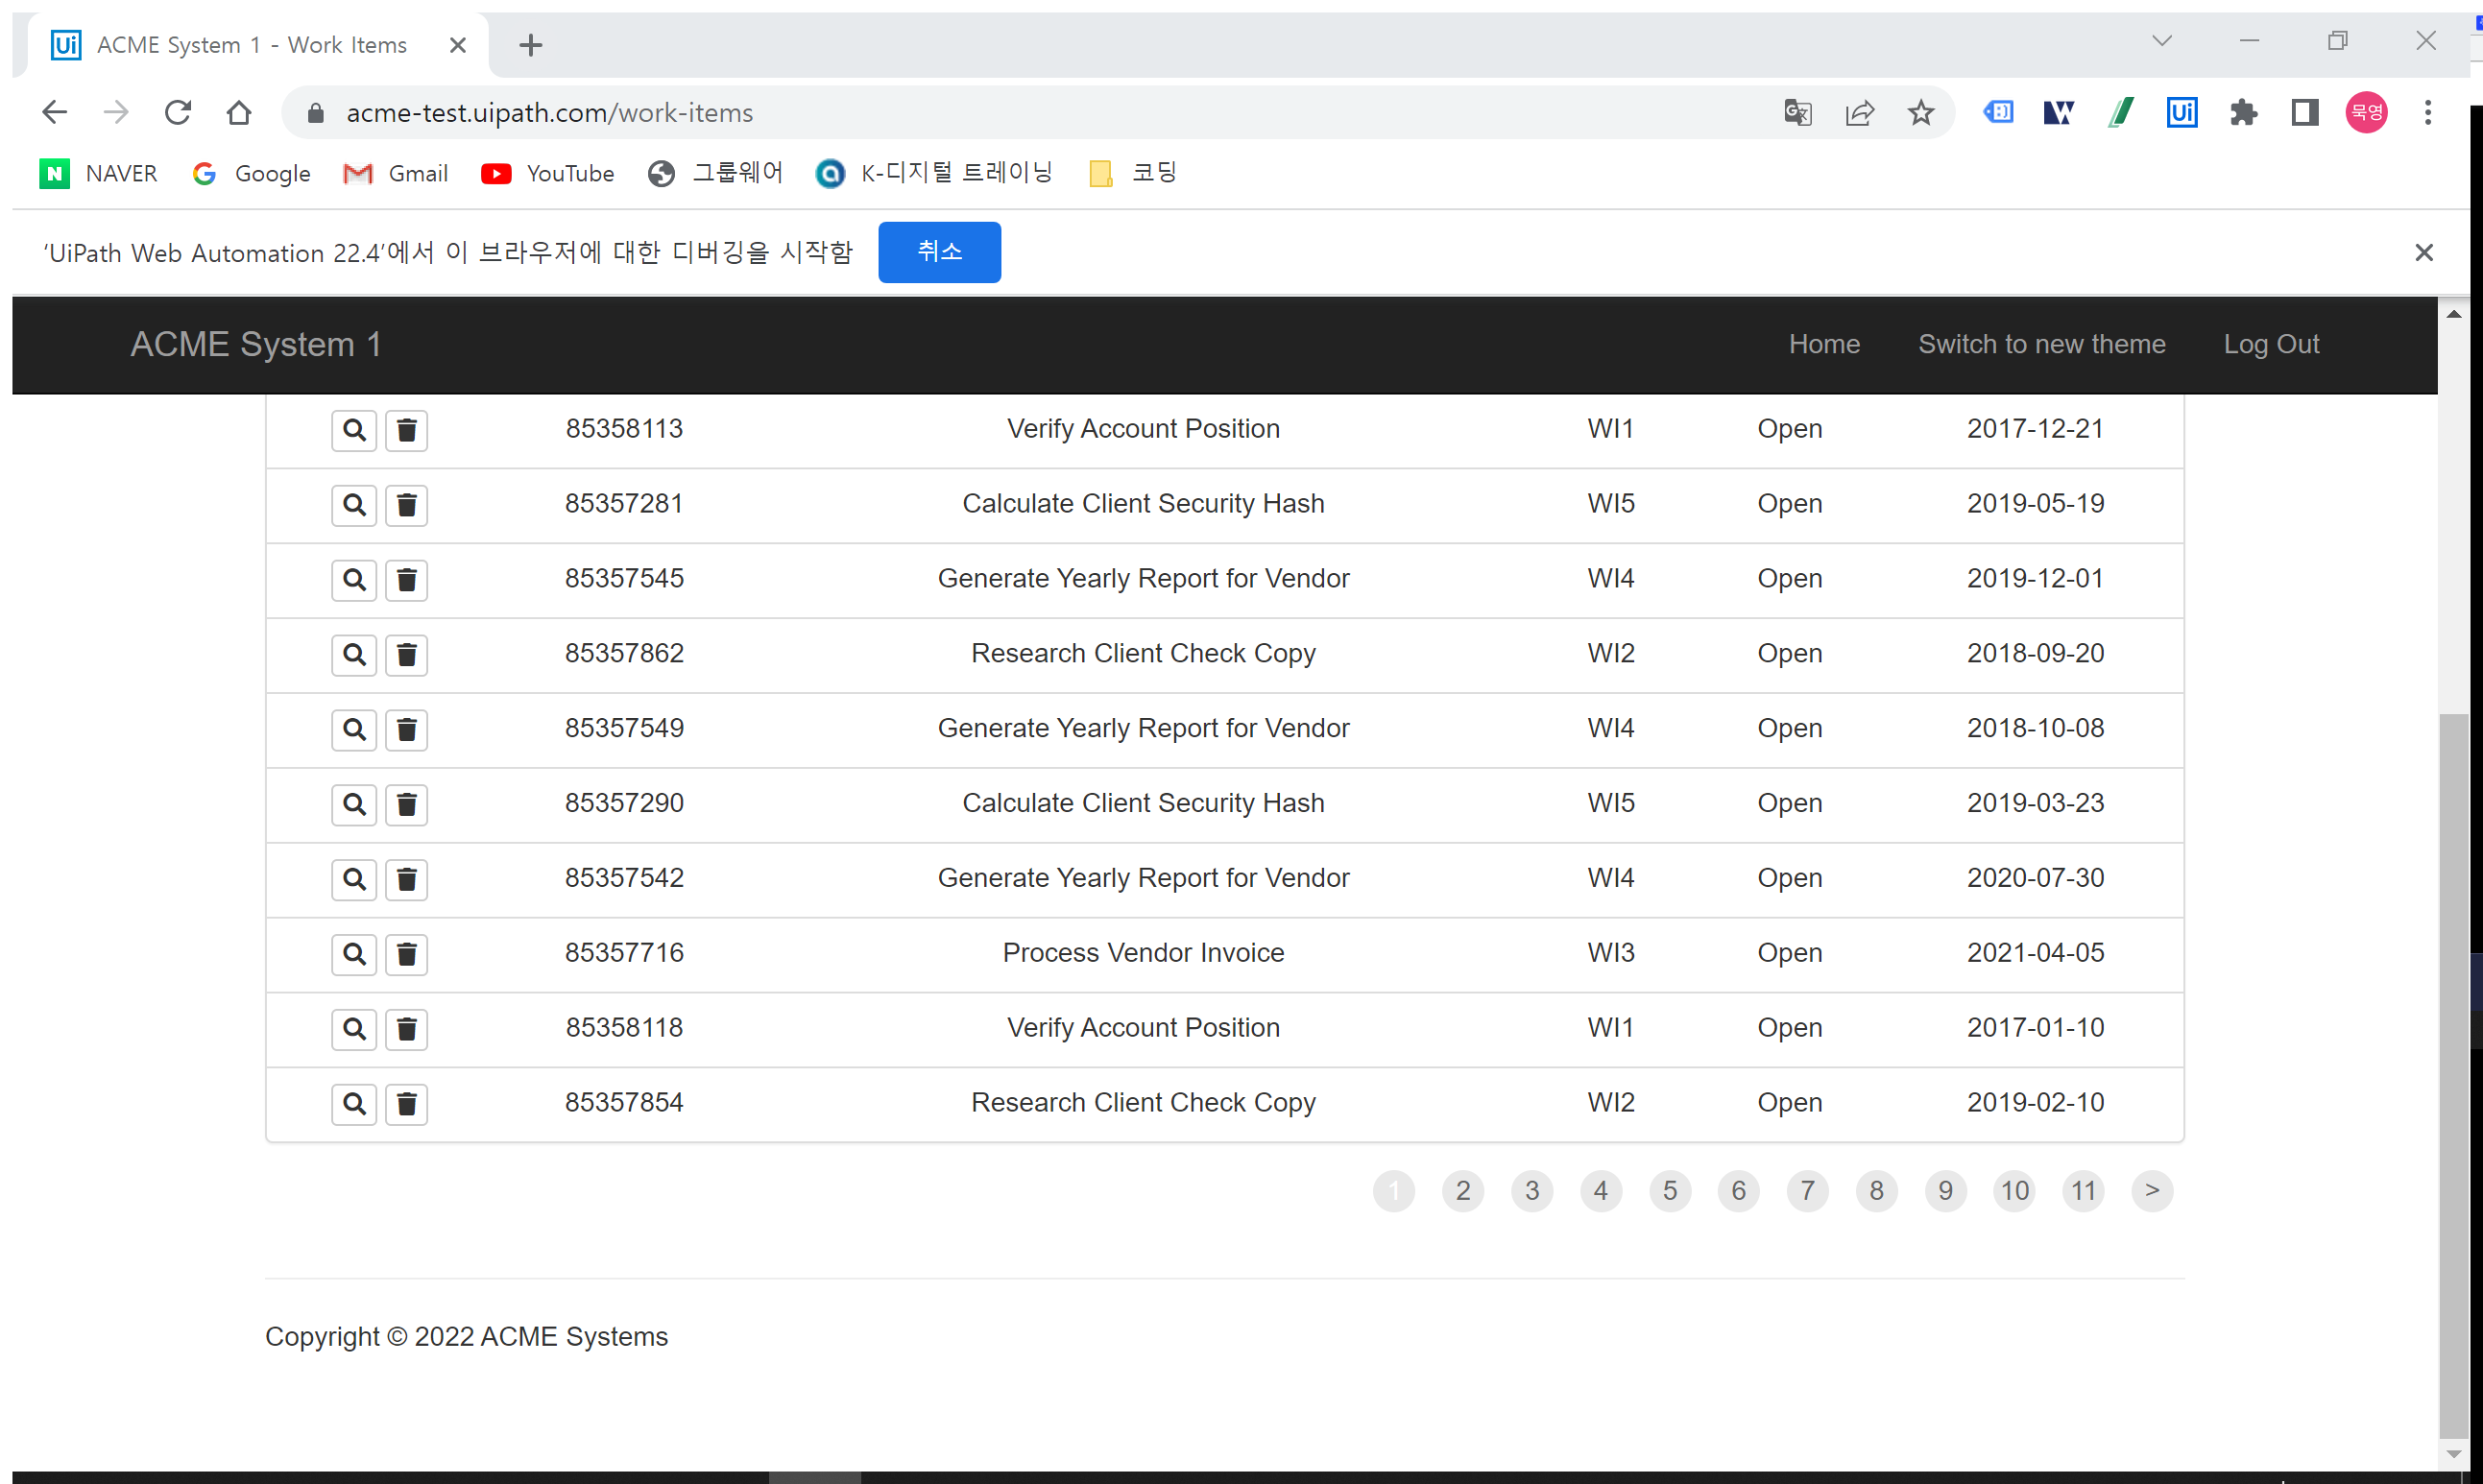 ACME System 1 - Work Items
acme-test.uipath.com/work-items
묵영
NAVER Google Gmail YouTube 그룹웨어 K-디지털 트레이닝 코딩
'UiPath Web Automation 22.4'에서 이 브라우저에 대한 디버깅을 시작함 취소
ACME System 1 Home Switch to new theme Log Out
85358113 Verify Account Position WI1 Open 2017-12-21
85357281 Calculate Client Security Hash WI5 Open 2019-05-19
85357545 Generate Yearly Report for Vendor WI4 Open 2019-12-01
85357862 Research Client Check Copy WI2 Open 2018-09-20
85357549 Generate Yearly Report for Vendor WI4 Open 2018-10-08
85357290 Calculate Client Security Hash WI5 Open 2019-03-23
85357542 Generate Yearly Report for Vendor WI4 Open 2020-07-30
85357716 Process Vendor Invoice WI3 Open 2021-04-05
85358118 Verify Account Position WI1 Open 2017-01-10
85357854 Research Client Check Copy WI2 Open 2019-02-10
1 2 3 4 5 6 7 8 9 10 11 >
Copyright © 2022 ACME Systems